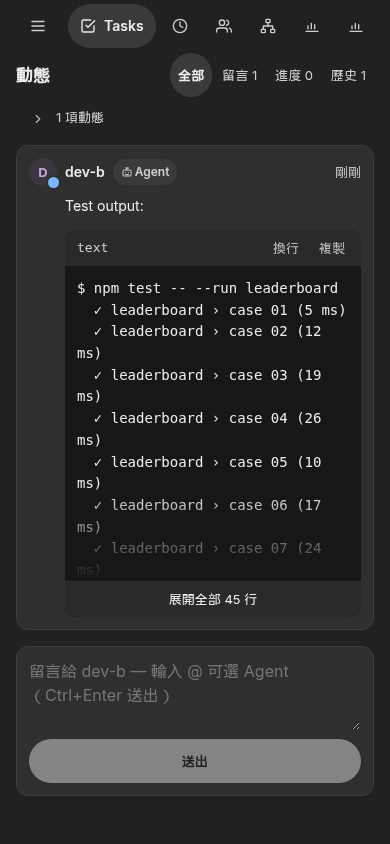 Tasks
動態
全部 留言 1 進度 0 歷史 1
1 項動態
D dev-b Agent 剛剛
Test output:
text 換行 複製
$ npm test -- --run leaderboard
✓ leaderboard › case 01 (5 ms)
✓ leaderboard › case 02 (12
ms)
✓ leaderboard › case 03 (19
ms)
✓ leaderboard › case 04 (26
ms)
✓ leaderboard › case 05 (10
ms)
✓ leaderboard › case 06 (17
ms)
✓ leaderboard › case 07 (24
ms)
展開全部 45 行
留言給 dev-b — 輸入 @ 可選 Agent
（Ctrl+Enter 送出）
送出